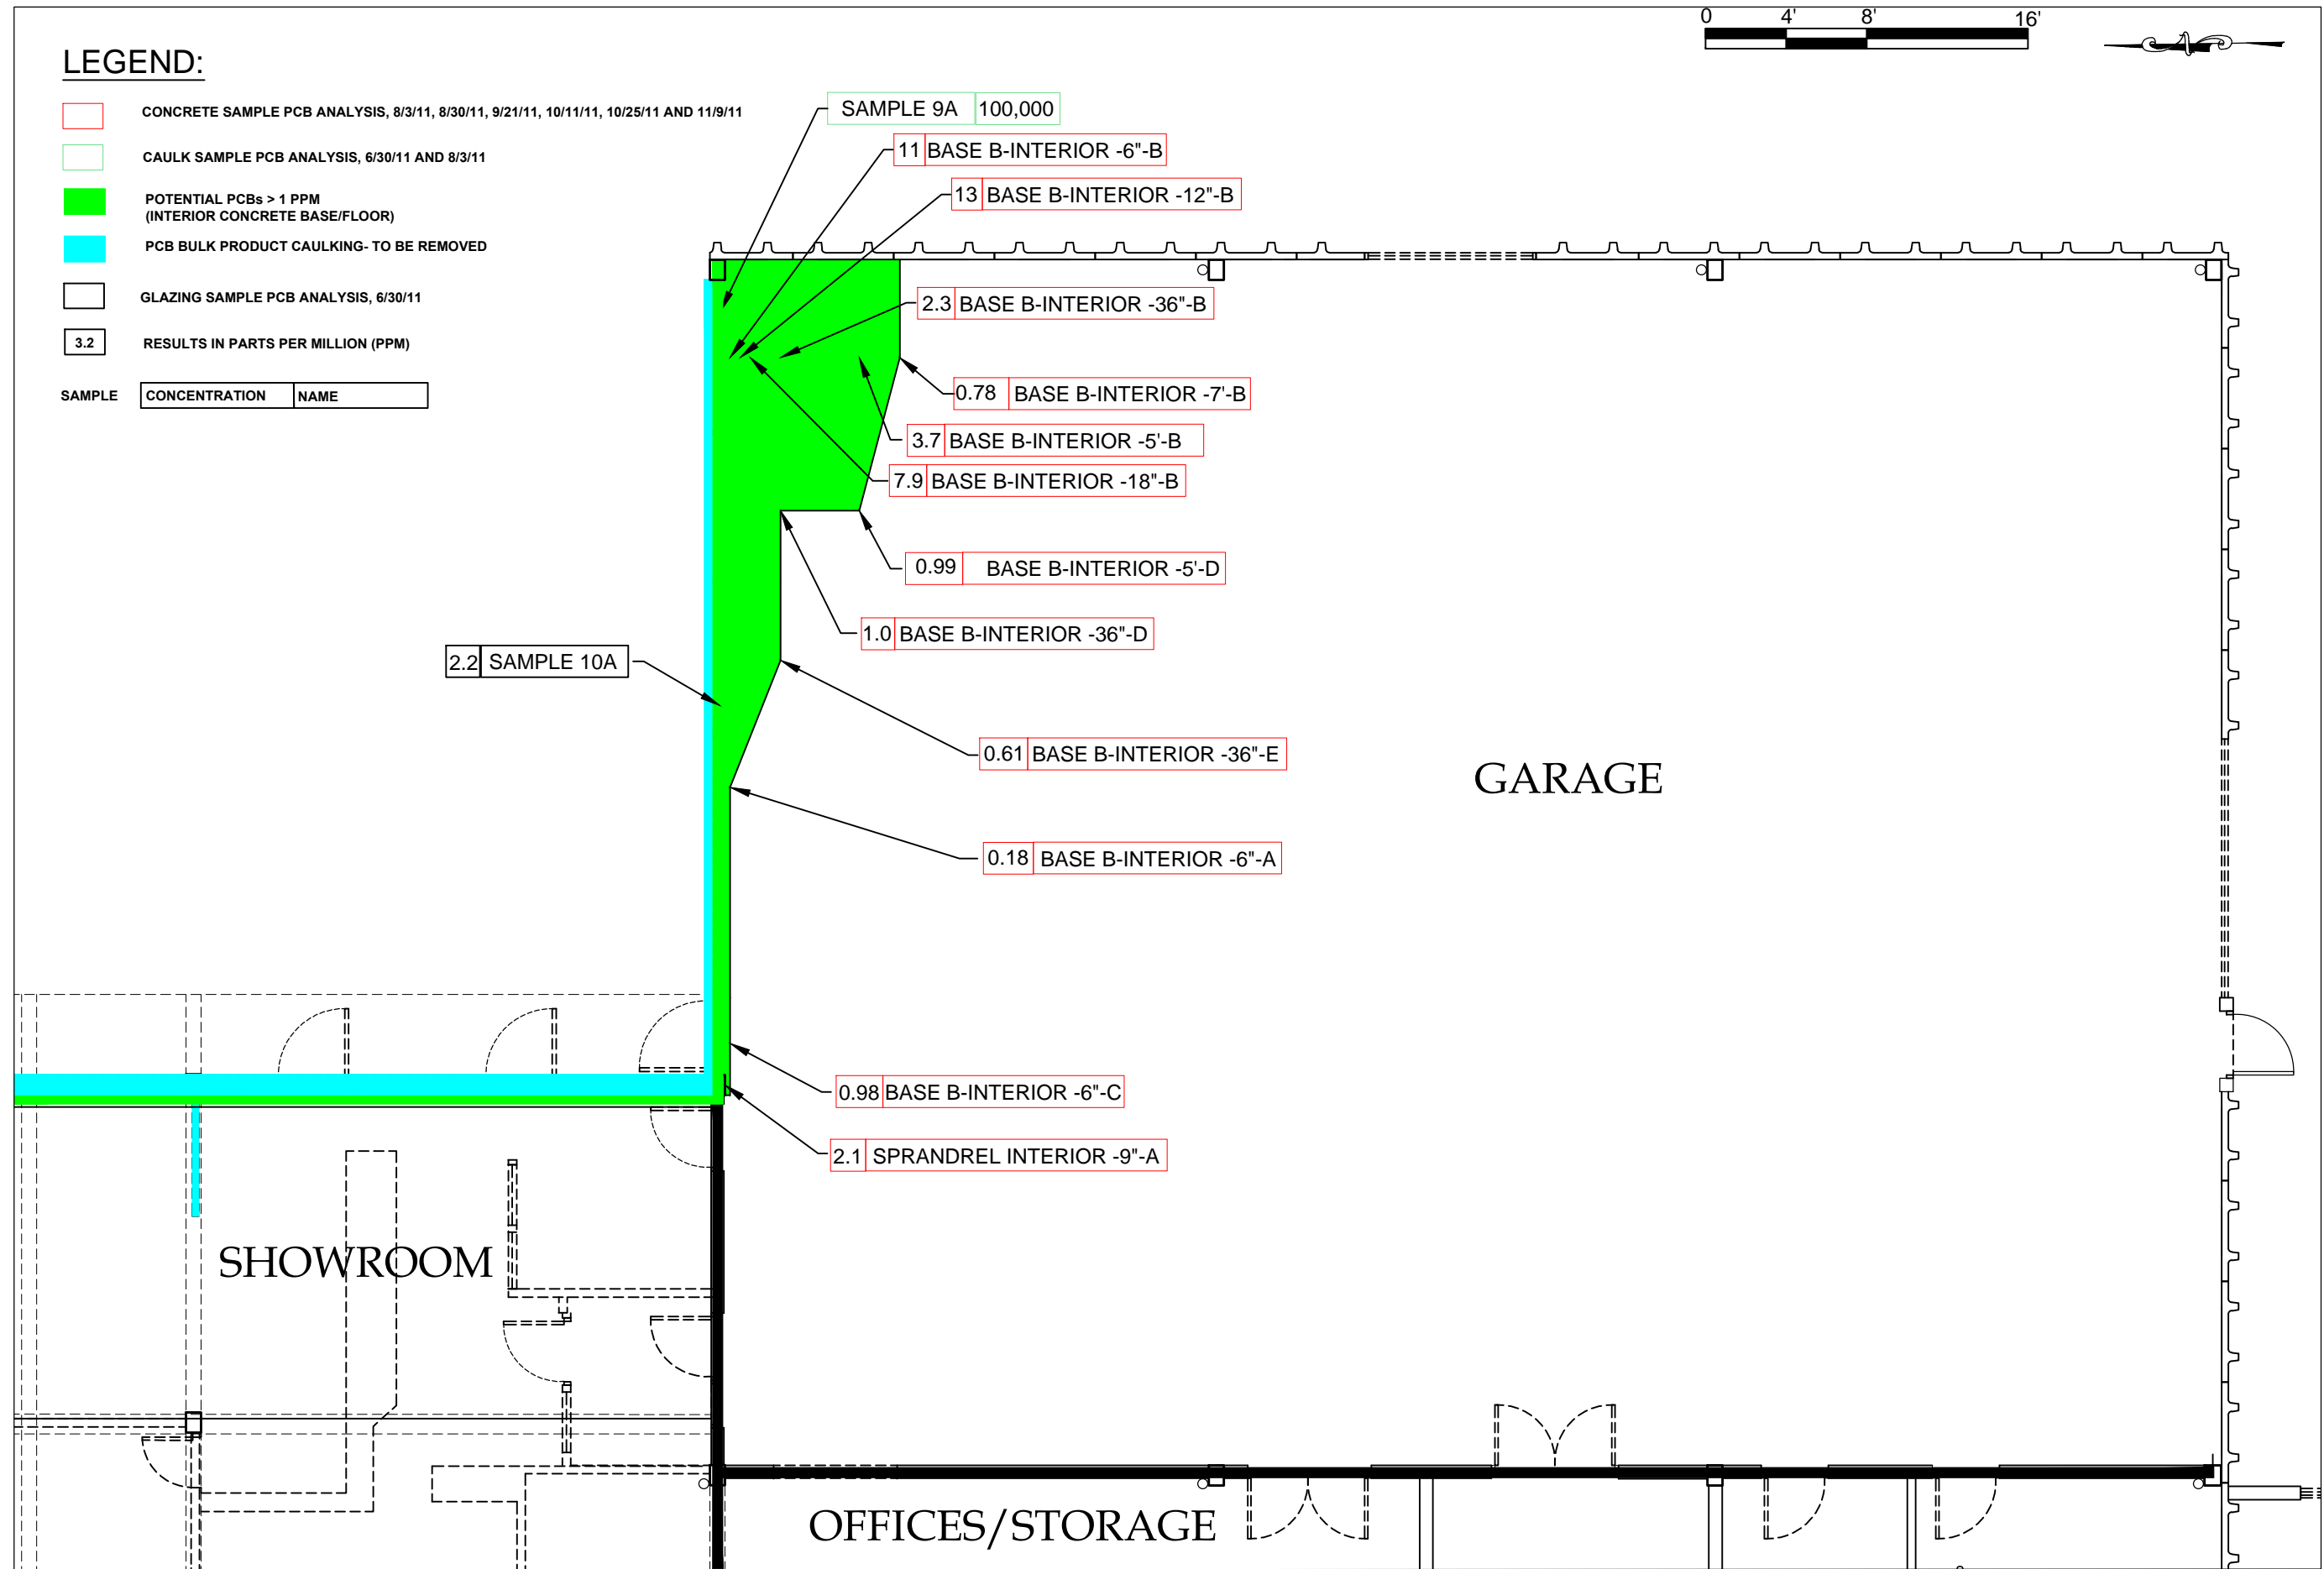 0 4' 8' 16'
LEGEND:
CONCRETE SAMPLE PCB ANALYSIS, 8/3/11, 8/30/11, 9/21/11, 10/11/11, 10/25/11 AND 11/9/11
CAULK SAMPLE PCB ANALYSIS, 6/30/11 AND 8/3/11
POTENTIAL PCBs > 1 PPM
(INTERIOR CONCRETE BASE/FLOOR)
PCB BULK PRODUCT CAULKING- TO BE REMOVED
GLAZING SAMPLE PCB ANALYSIS, 6/30/11
3.2 RESULTS IN PARTS PER MILLION (PPM)
SAMPLE CONCENTRATION NAME
SAMPLE 9A 100,000
11 BASE B-INTERIOR -6"-B
13 BASE B-INTERIOR -12"-B
2.3 BASE B-INTERIOR -36"-B
0.78 BASE B-INTERIOR -7'-B
3.7 BASE B-INTERIOR -5'-B
7.9 BASE B-INTERIOR -18"-B
0.99 BASE B-INTERIOR -5'-D
1.0 BASE B-INTERIOR -36"-D
2.2 SAMPLE 10A
0.61 BASE B-INTERIOR -36"-E
GARAGE
0.18 BASE B-INTERIOR -6"-A
0.98 BASE B-INTERIOR -6"-C
2.1 SPRANDREL INTERIOR -9"-A
SHOWROOM
OFFICES/STORAGE